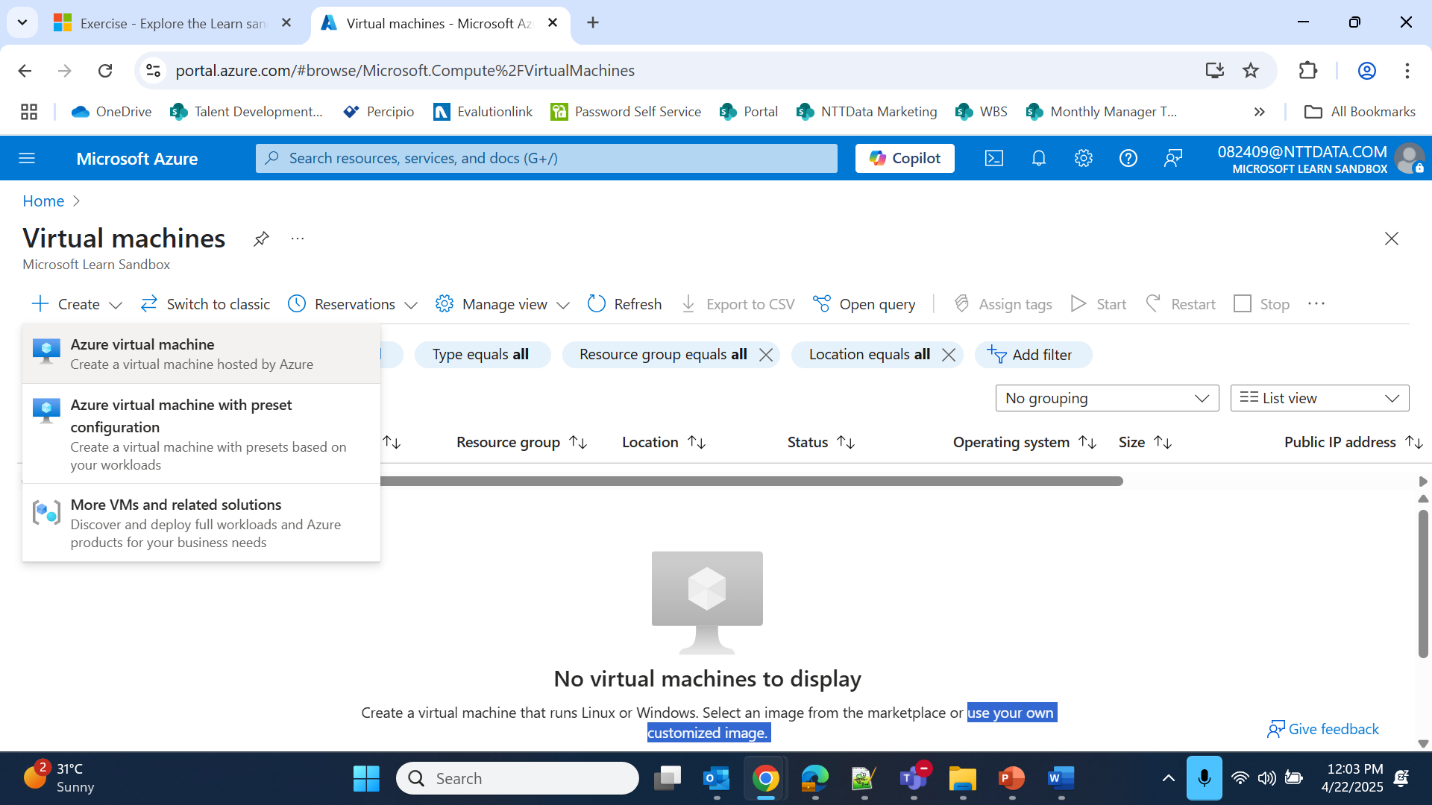 Exercise - Explore the Learn san
Virtual machines - Microsoft Az
portal.azure.com/#browse/Microsoft.Compute%2FVirtualMachines
OneDrive
Talent Development...
Percipio
Evalutionlink
Password Self Service
Portal
NTTData Marketing
WBS
Monthly Manager T...
All Bookmarks
Microsoft Azure
Search resources, services, and docs (G+/)
Copilot
082409@NTTDATA.COM
MICROSOFT LEARN SANDBOX
Home
Virtual machines
Microsoft Learn Sandbox
Create
Switch to classic
Reservations
Manage view
Refresh
Export to CSV
Open query
Assign tags
Start
Restart
Stop
Azure virtual machine
Create a virtual machine hosted by Azure
Azure virtual machine with preset
configuration
Create a virtual machine with presets based on
your workloads
More VMs and related solutions
Discover and deploy full workloads and Azure
products for your business needs
Type equals all
Resource group equals all
Location equals all
Add filter
No grouping
List view
Resource group
Location
Status
Operating system
Size
Public IP address
No virtual machines to display
Create a virtual machine that runs Linux or Windows. Select an image from the marketplace or use your own
customized image.
Give feedback
2
31°C
Sunny
Search
12:03 PM
4/22/2025